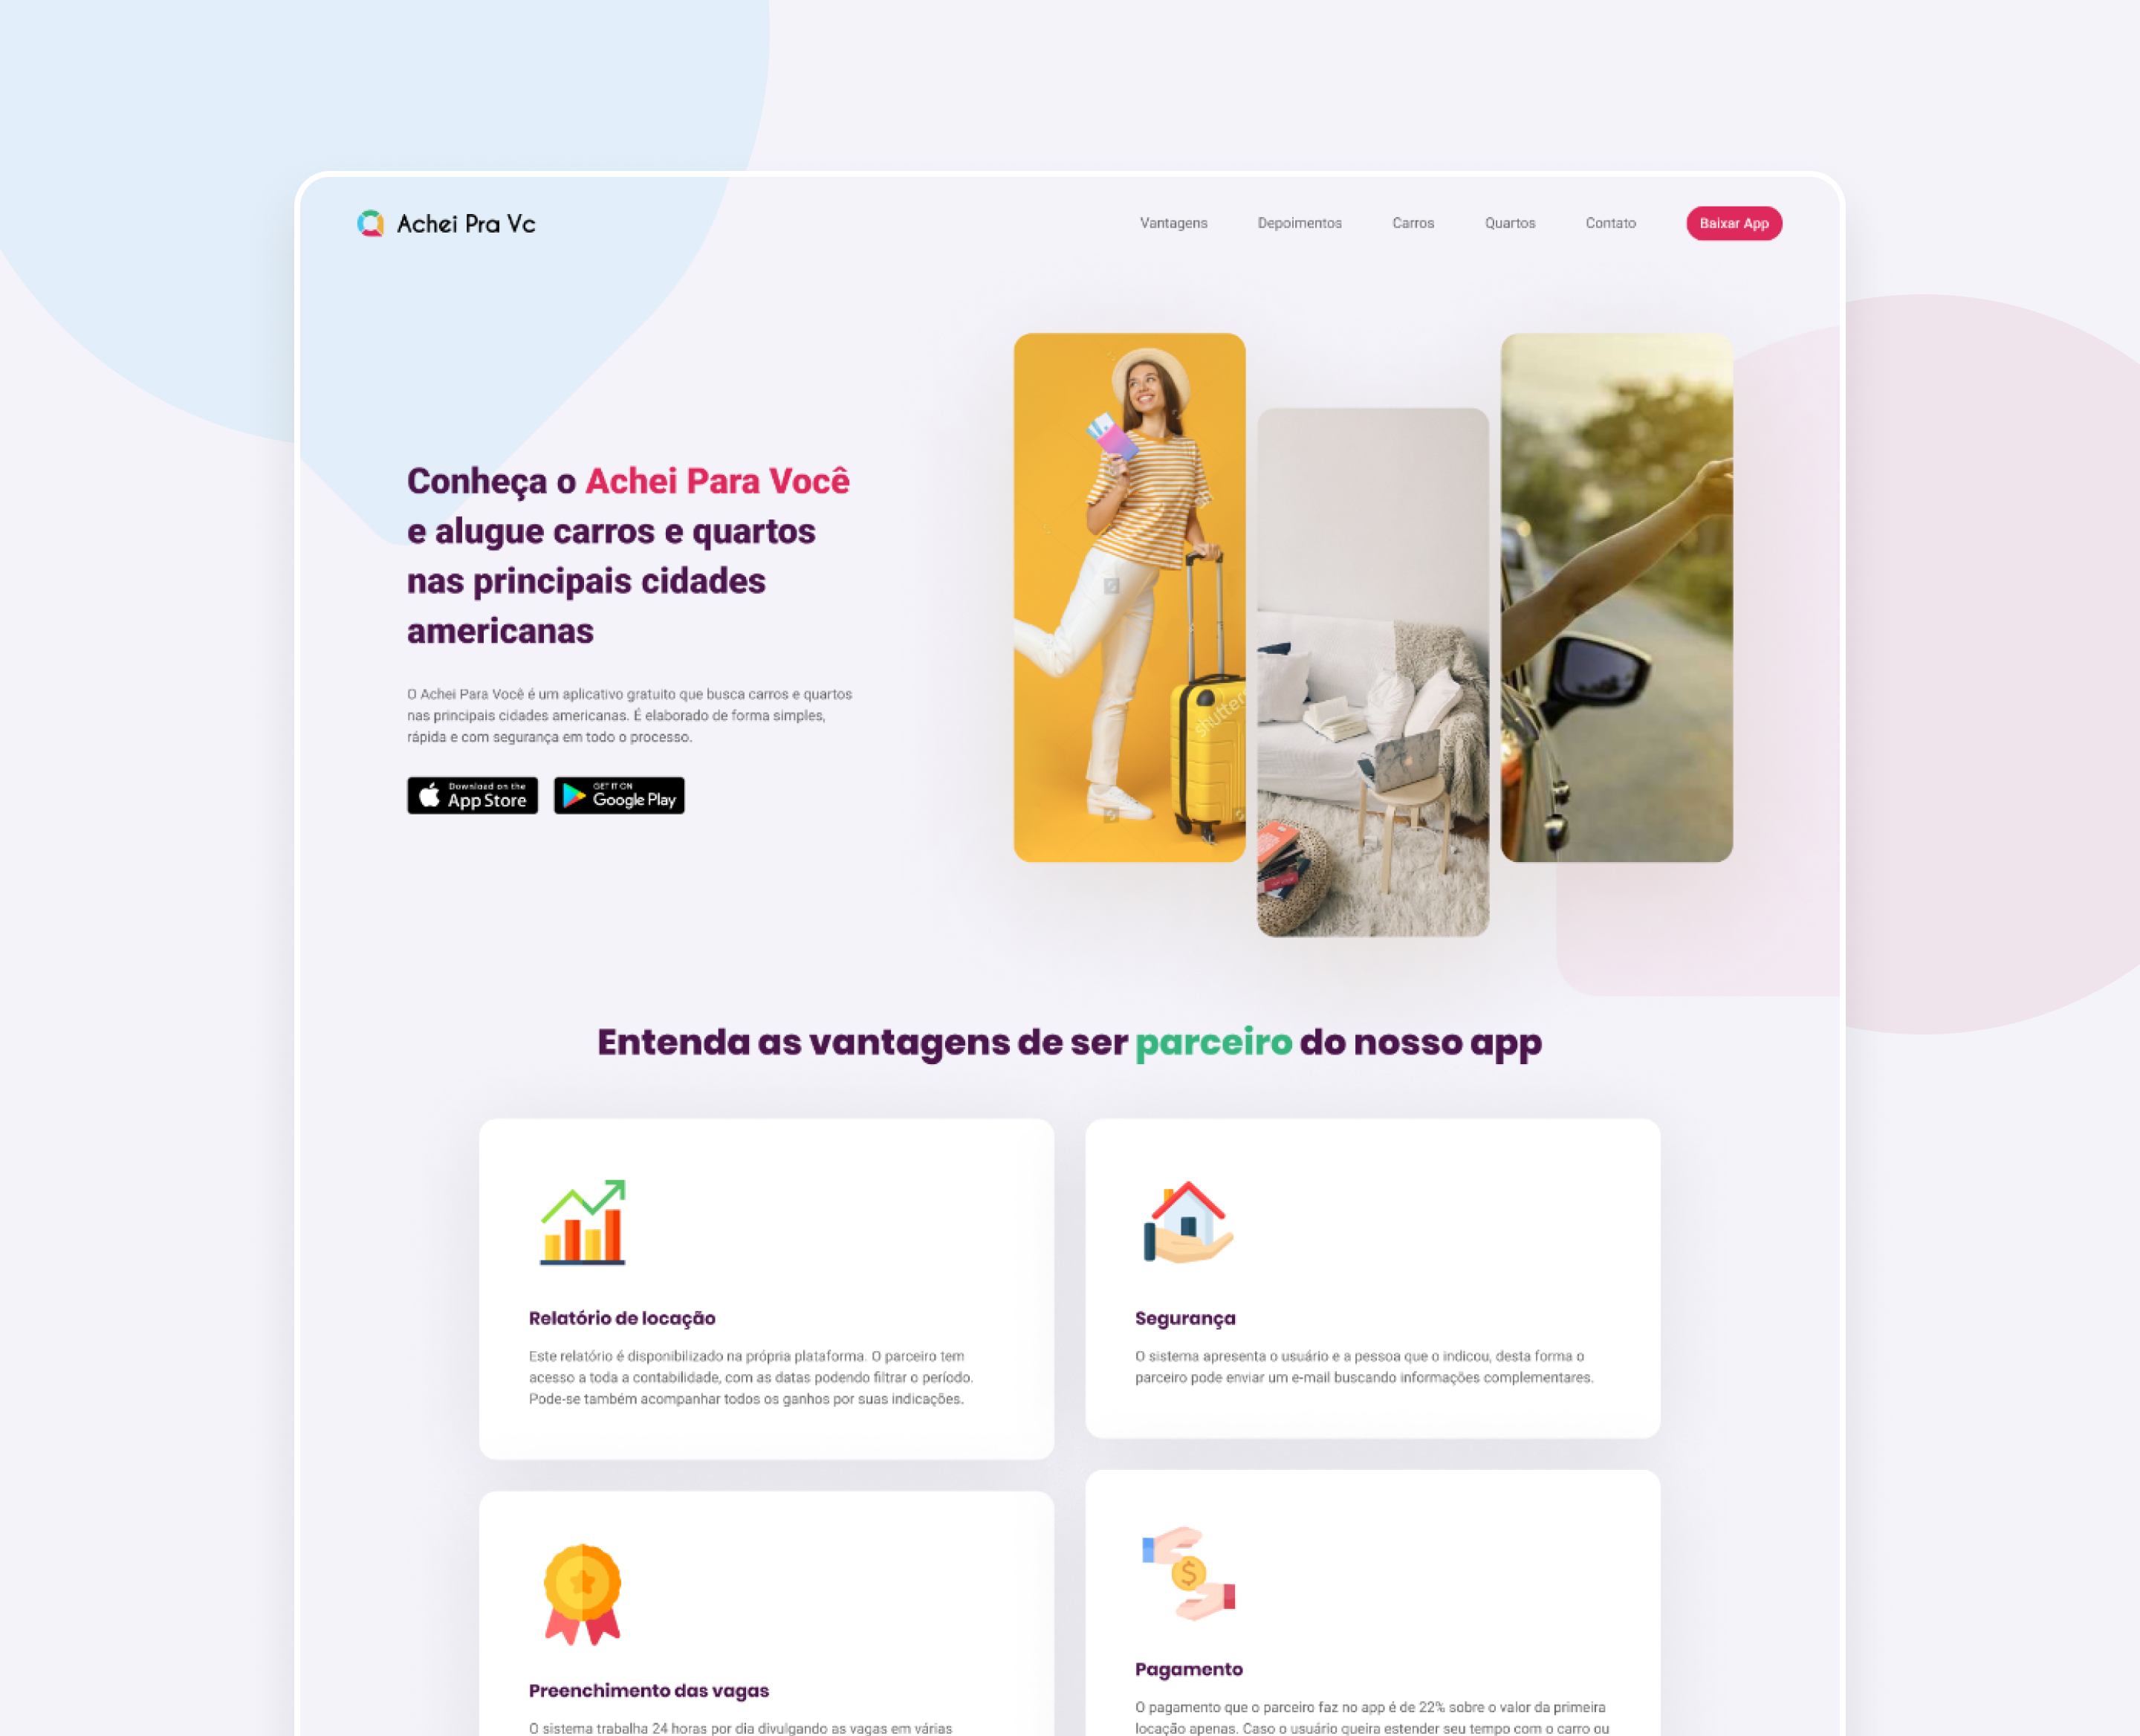 Achei Pra Vc
Vantagens
Depoimentos
Carros
Quartos
Contato
Baixar App
Conheça o Achei Para Você
e alugue carros e quartos
nas principais cidades
americanas
O Achei Para Você é um aplicativo gratuito que busca carros e quartos
nas principais cidades americanas. É elaborado de forma simples,
rápida e com segurança em todo o processo.
Download on the
App Store
GET IT ON
Google Play
shutter
Entenda as vantagens de ser parceiro do nosso app
Relatório de locação
Este relatório é disponibilizado na própria plataforma. O parceiro tem
acesso a toda a contabilidade, com as datas podendo filtrar o período.
Pode-se também acompanhar todos os ganhos por suas indicações.
Segurança
O sistema apresenta o usuário e a pessoa que o indicou, desta forma o
parceiro pode enviar um e-mail buscando informações complementares.
Preenchimento das vagas
O sistema trabalha 24 horas por dia divulgando as vagas em várias
Pagamento
O pagamento que o parceiro faz no app é de 22% sobre o valor da primeira
locação apenas. Caso o usuário queira estender seu tempo com o carro ou